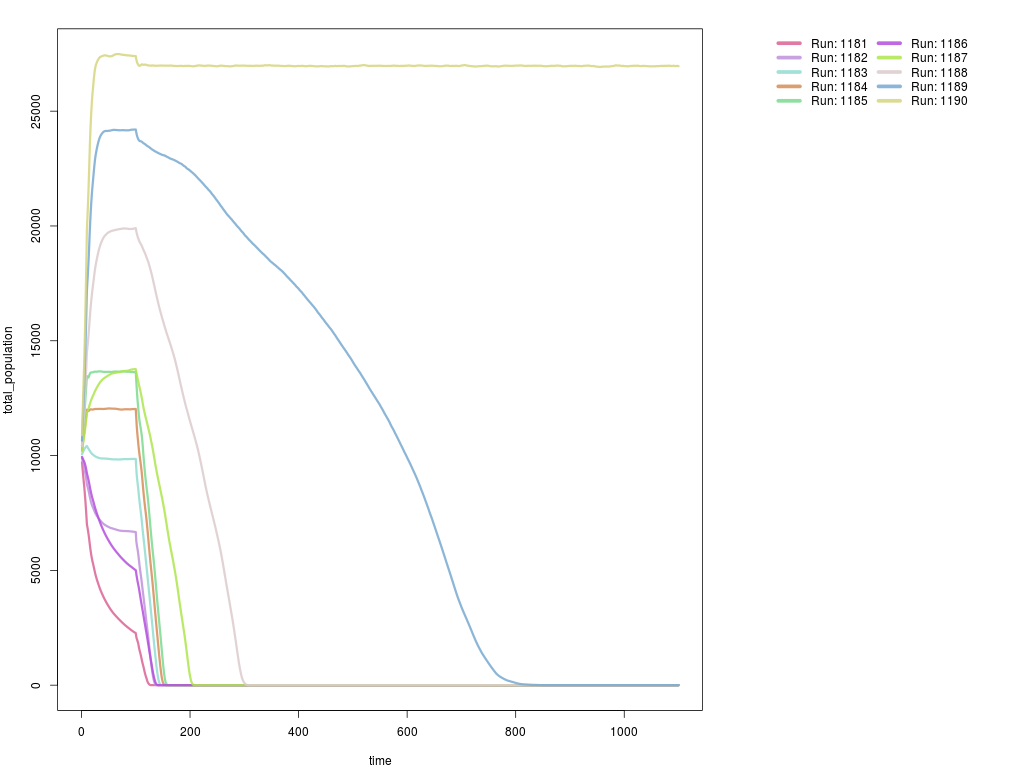 Run: 1181
Run: 1182
Run: 1183
Run: 1184
Run: 1185
Run: 1186
Run: 1187
Run: 1188
Run: 1189
Run: 1190
total_population
25000
20000
15000
10000
5000
0
0 200 400 600 800 1000
time